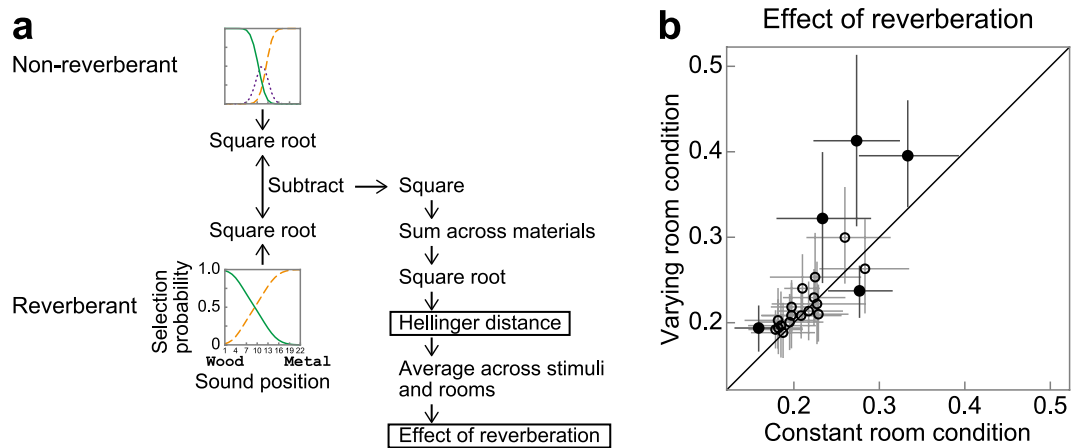 a
Non-reverberant
Square root
Subtract
Square
Square root
Sum across materials
Square root
Reverberant
Selection
probability
1.0
0.5
0
1 4 7 10 13 16 19 22
Wood Metal
Sound position
Hellinger distance
Average across stimuli
and rooms
Effect of reverberation
b
Effect of reverberation
Varying room condition
0.5
0.4
0.3
0.2
0.2 0.3 0.4 0.5
Constant room condition